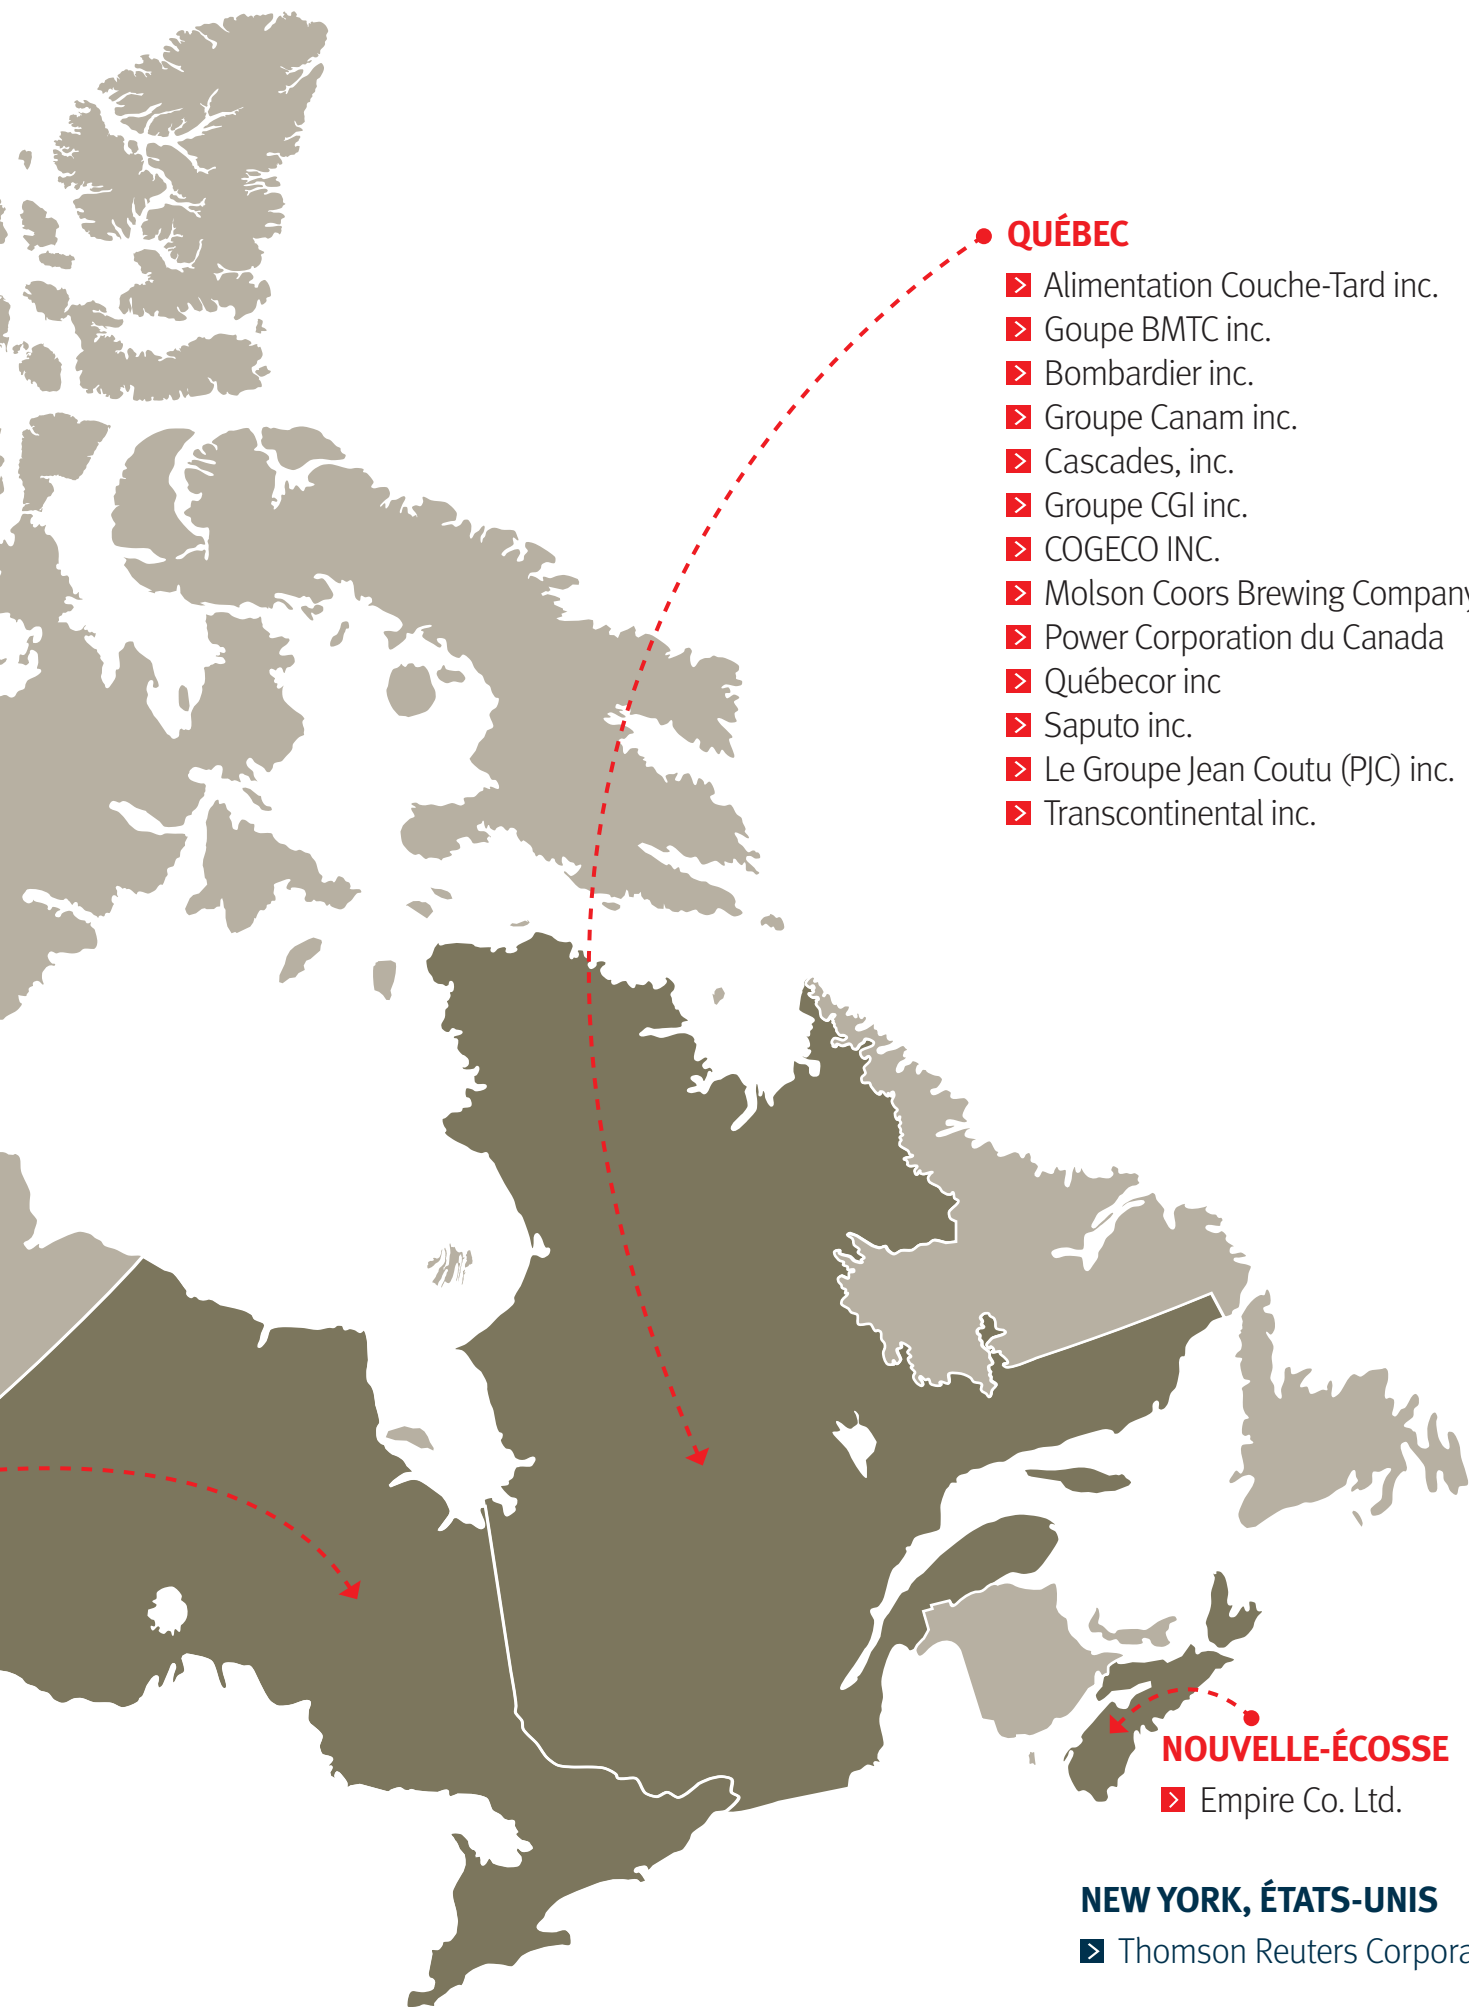 QUÉBEC
Alimentation Couche-Tard inc.
Goupe BMTC inc.
Bombardier inc.
Groupe Canam inc.
Cascades, inc.
Groupe CGI inc.
COGECO INC.
Molson Coors Brewing Company
Power Corporation du Canada
Québecor inc
Saputo inc.
Le Groupe Jean Coutu (PJC) inc.
Transcontinental inc.
NOUVELLE-ÉCOSSE
Empire Co. Ltd.
NEW YORK, ÉTATS-UNIS
Thomson Reuters Corpora